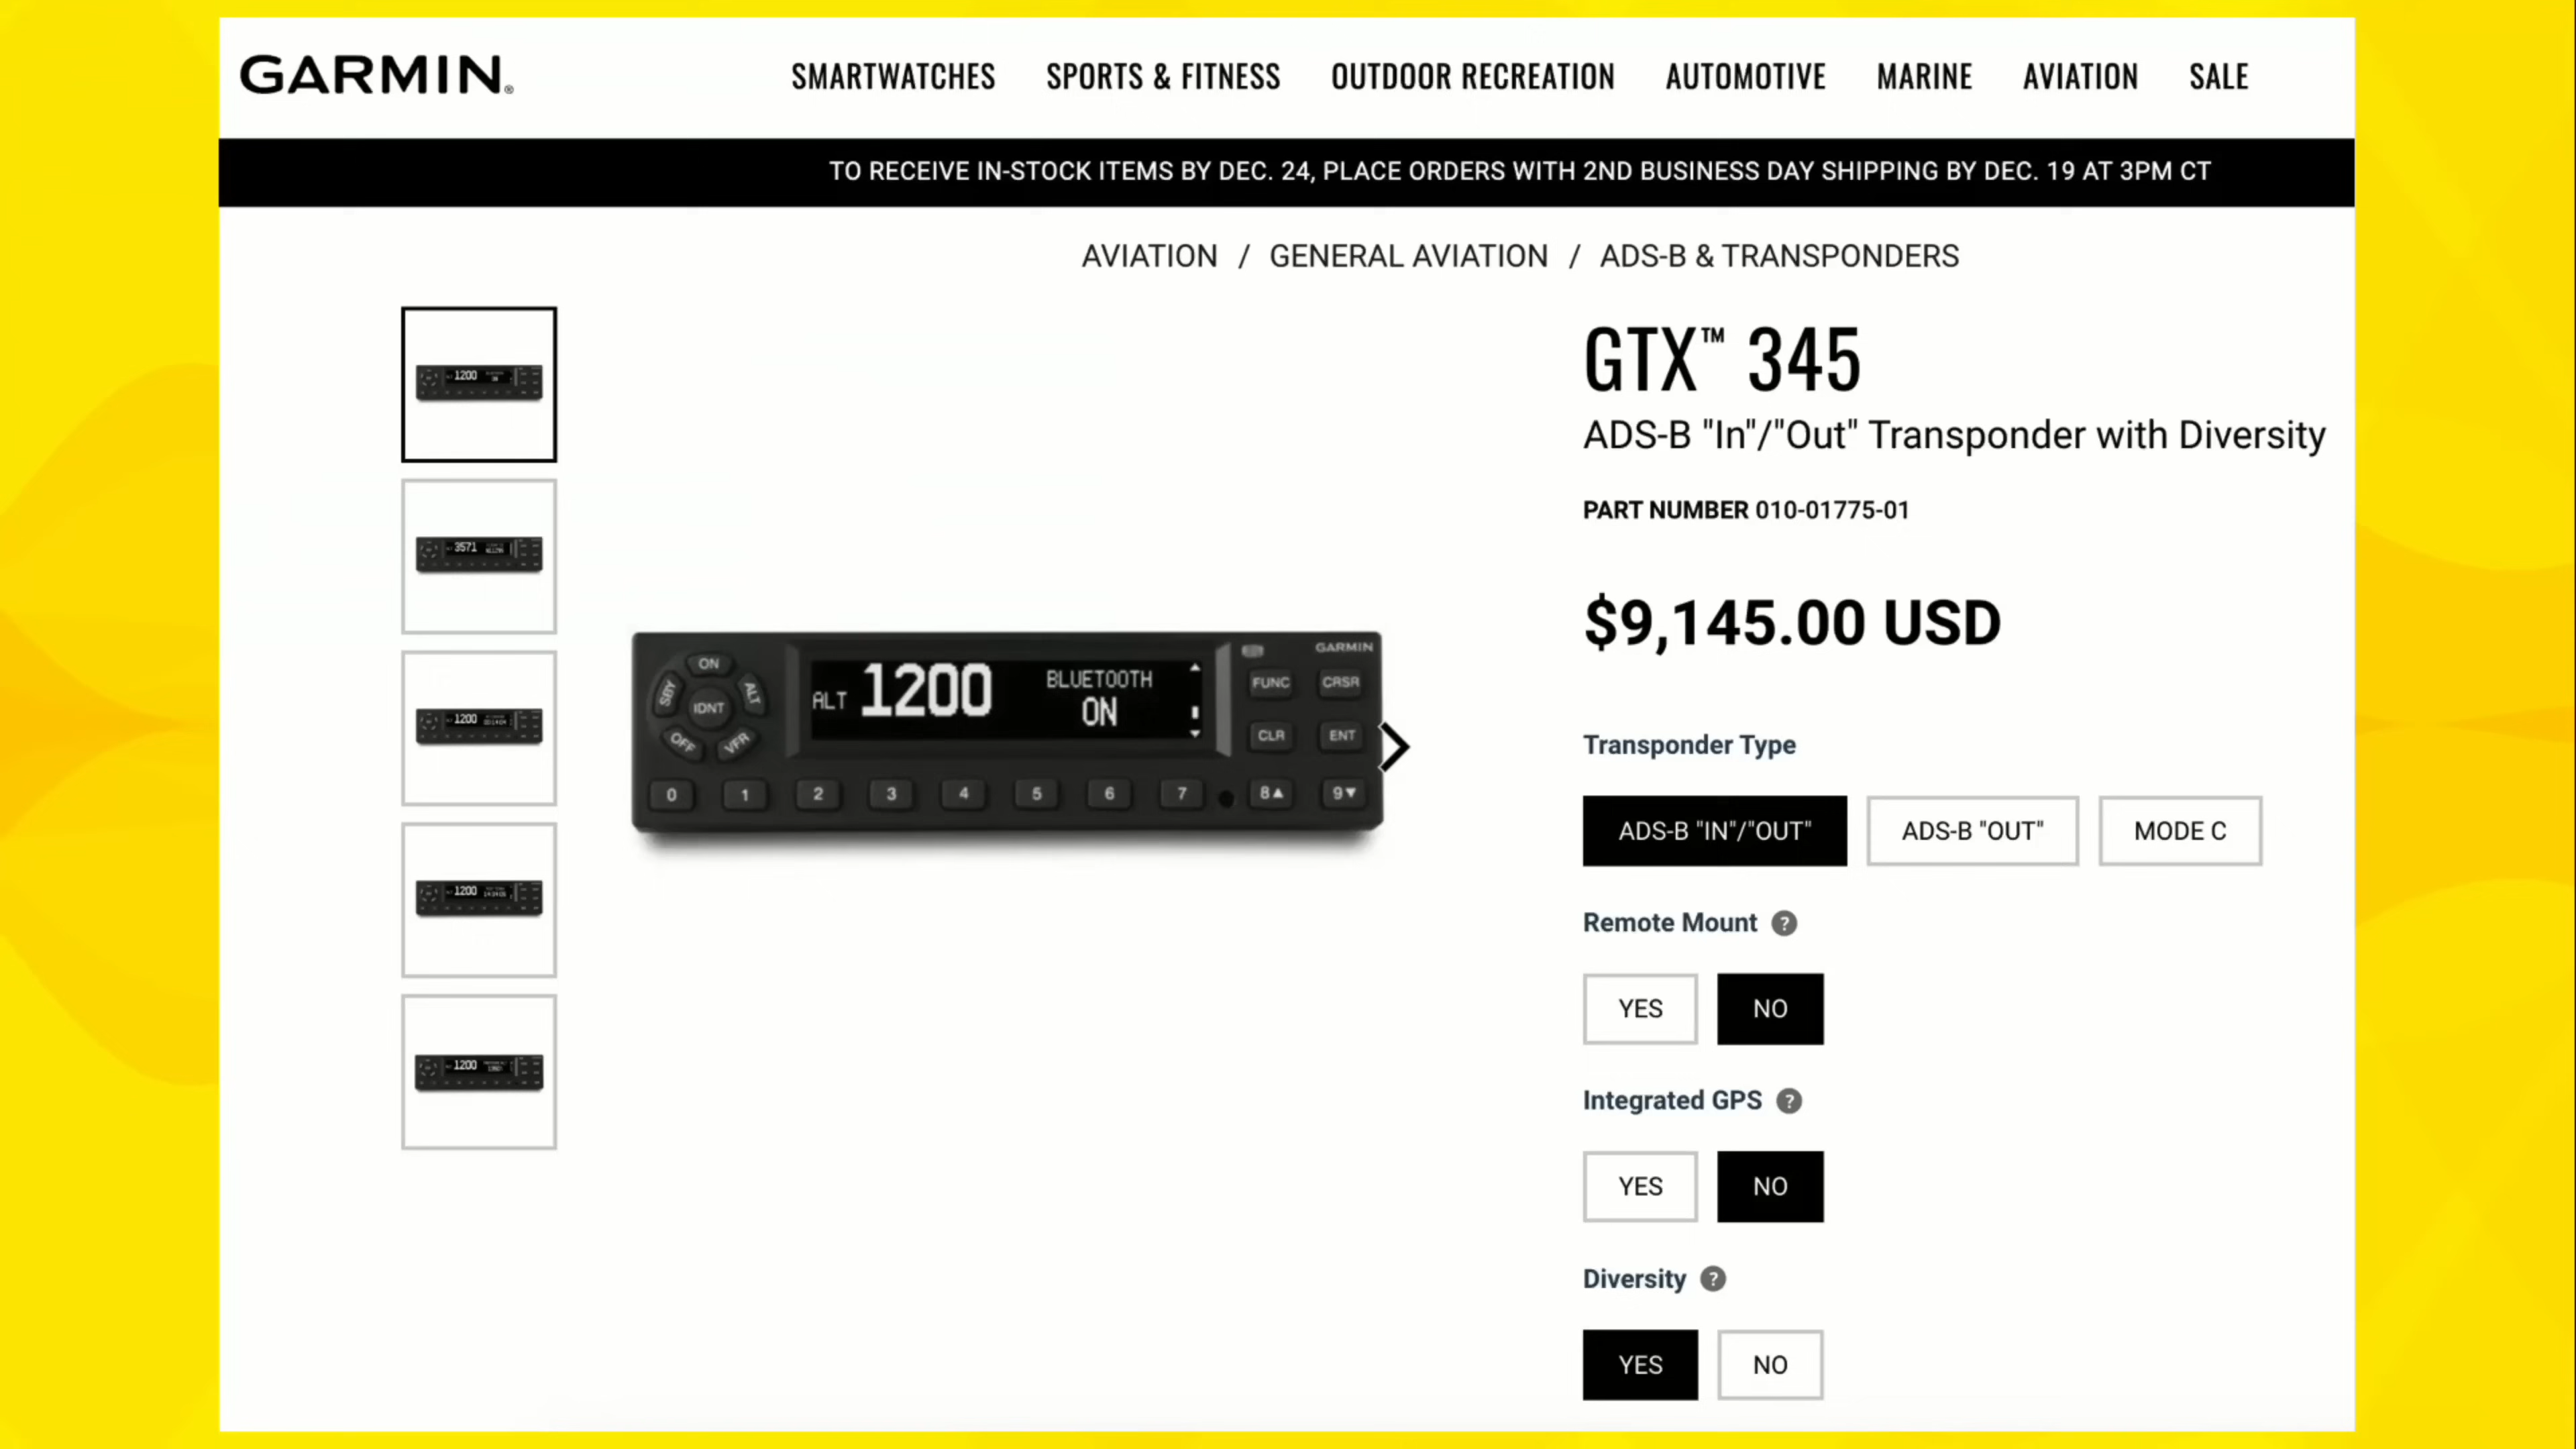 GARMIN®
SMARTWATCHES SPORTS & FITNESS OUTDOOR RECREATION AUTOMOTIVE MARINE AVIATION SALE
TO RECEIVE IN-STOCK ITEMS BY DEC. 24, PLACE ORDERS WITH 2ND BUSINESS DAY SHIPPING BY DEC. 19 AT 3PM CT
AVIATION / GENERAL AVIATION / ADS-B & TRANSPONDERS
1200
3571
1200
1200
1200
GARMIN
ON
SBY
ALT
IDNT
OFF
VFR
ALT 1200
BLUETOOTH
ON
FUNC CRSR
CLR ENT
0 1 2 3 4 5 6 7 8▲ 9▼
GTX™ 345
ADS-B "In"/"Out" Transponder with Diversity
PART NUMBER 010-01775-01
$9,145.00 USD
Transponder Type
ADS-B "IN"/"OUT" ADS-B "OUT" MODE C
Remote Mount ?
YES NO
Integrated GPS ?
YES NO
Diversity ?
YES NO